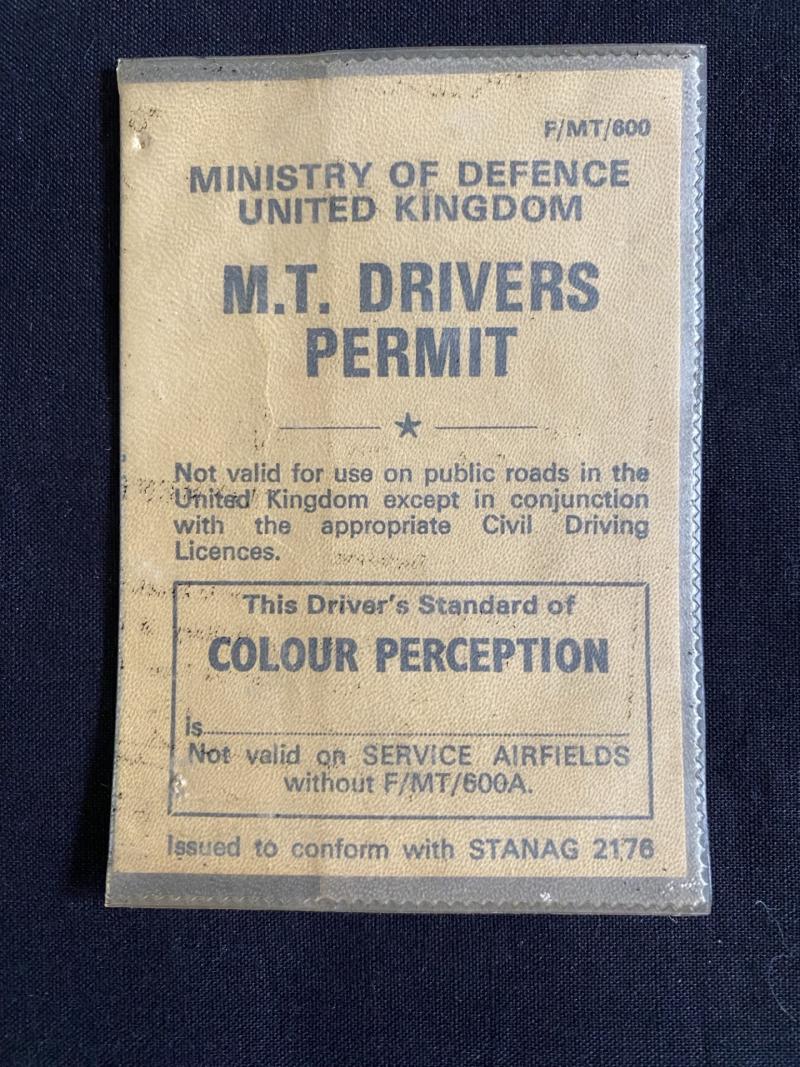 F/MT/600
MINISTRY OF DEFENCE
UNITED KINGDOM
M.T. DRIVERS
PERMIT
Not valid for use on public roads in the
United Kingdom except in conjunction
with the appropriate Civil Driving
Licences.
This Driver's Standard of
COLOUR PERCEPTION
is
Not valid on SERVICE AIRFIELDS
without F/MT/600A.
Issued to conform with STANAG 2176